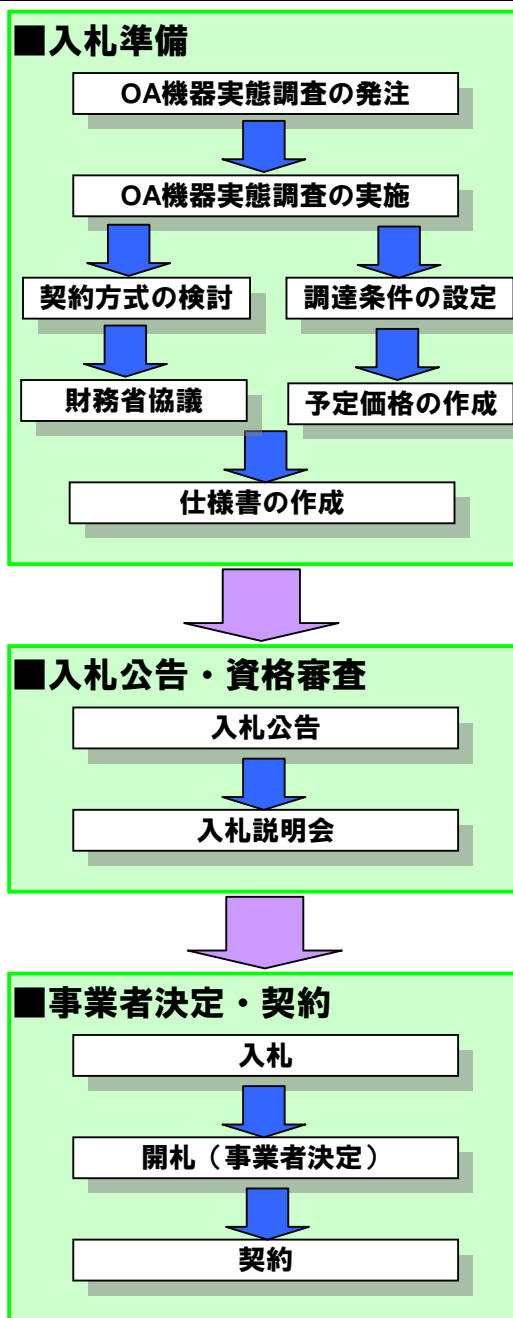 ■入札準備
OA機器実態調査の発注
OA機器実態調査の実施
契約方式の検討
調達条件の設定
財務省協議
予定価格の作成
仕様書の作成
■入札公告・資格審査
入札公告
入札説明会
■事業者決定・契約
入札
開札（事業者決定）
契約